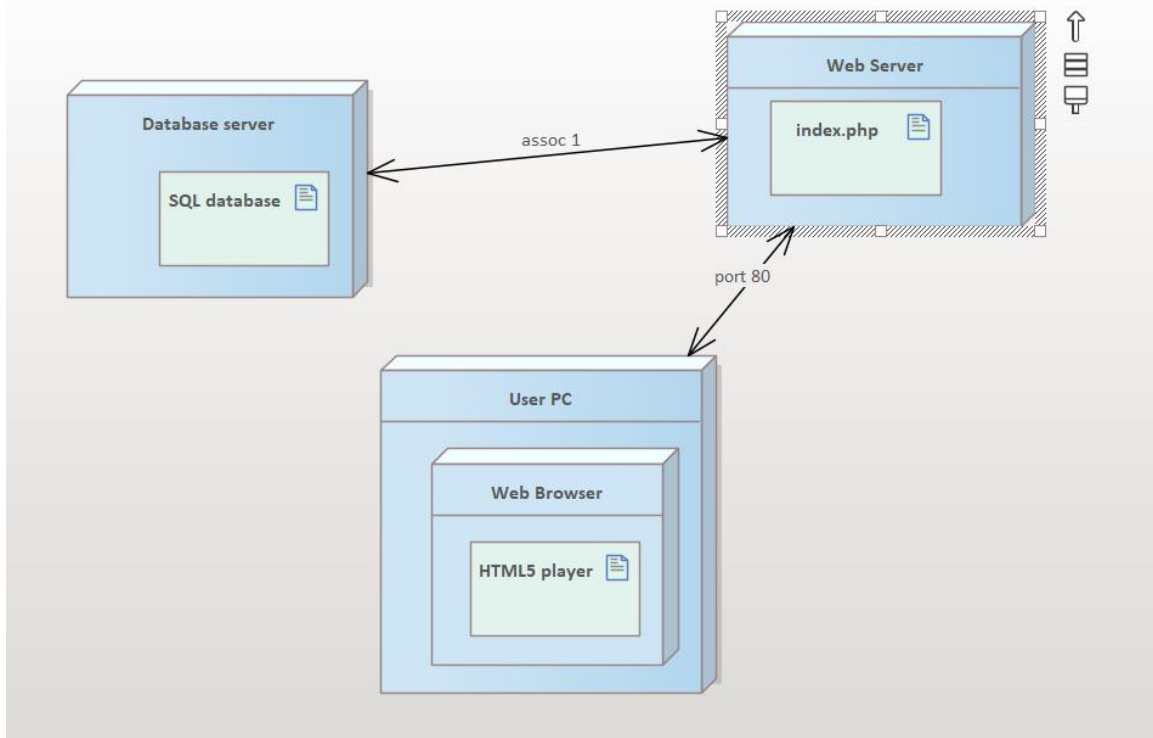 Web Server
index.php
Database server
SQL database
assoc 1
port 80
User PC
Web Browser
HTML5 player